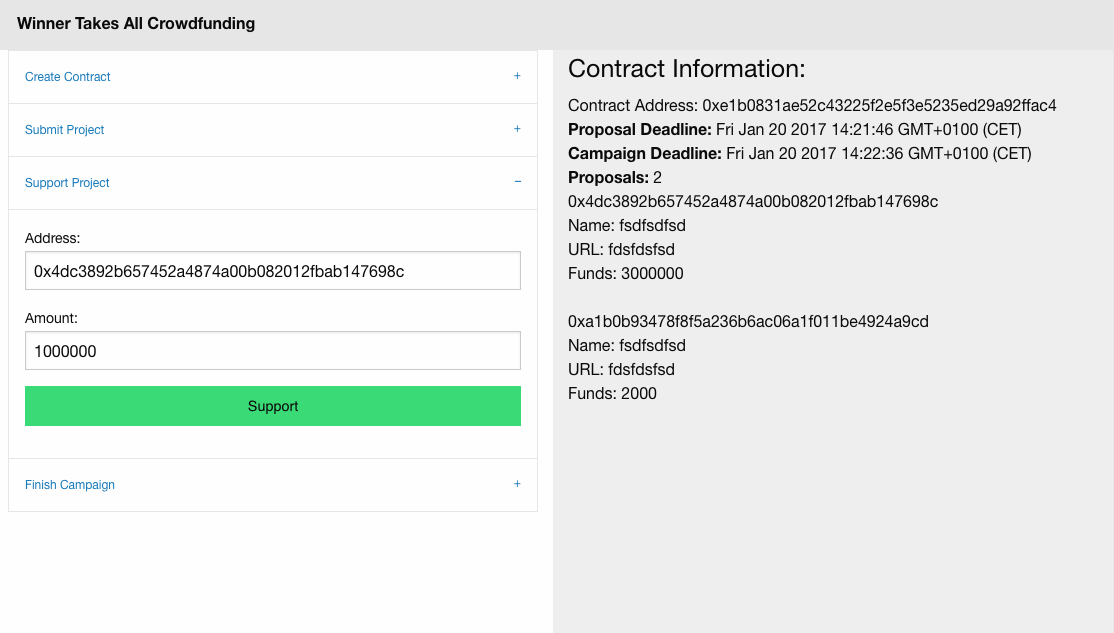 Winner Takes All Crowdfunding
Create Contract +
Submit Project +
Support Project −
Address:
0x4dc3892b657452a4874a00b082012fbab147698c
Amount:
1000000
Support
Finish Campaign +
Contract Information:
Contract Address: 0xe1b0831ae52c43225f2e5f3e5235ed29a92ffac4
Proposal Deadline: Fri Jan 20 2017 14:21:46 GMT+0100 (CET)
Campaign Deadline: Fri Jan 20 2017 14:22:36 GMT+0100 (CET)
Proposals: 2
0x4dc3892b657452a4874a00b082012fbab147698c
Name: fsdfsdfsd
URL: fdsfdsfsd
Funds: 3000000
0xa1b0b93478f8f5a236b6ac06a1f011be4924a9cd
Name: fsdfsdfsd
URL: fdsfdsfsd
Funds: 2000